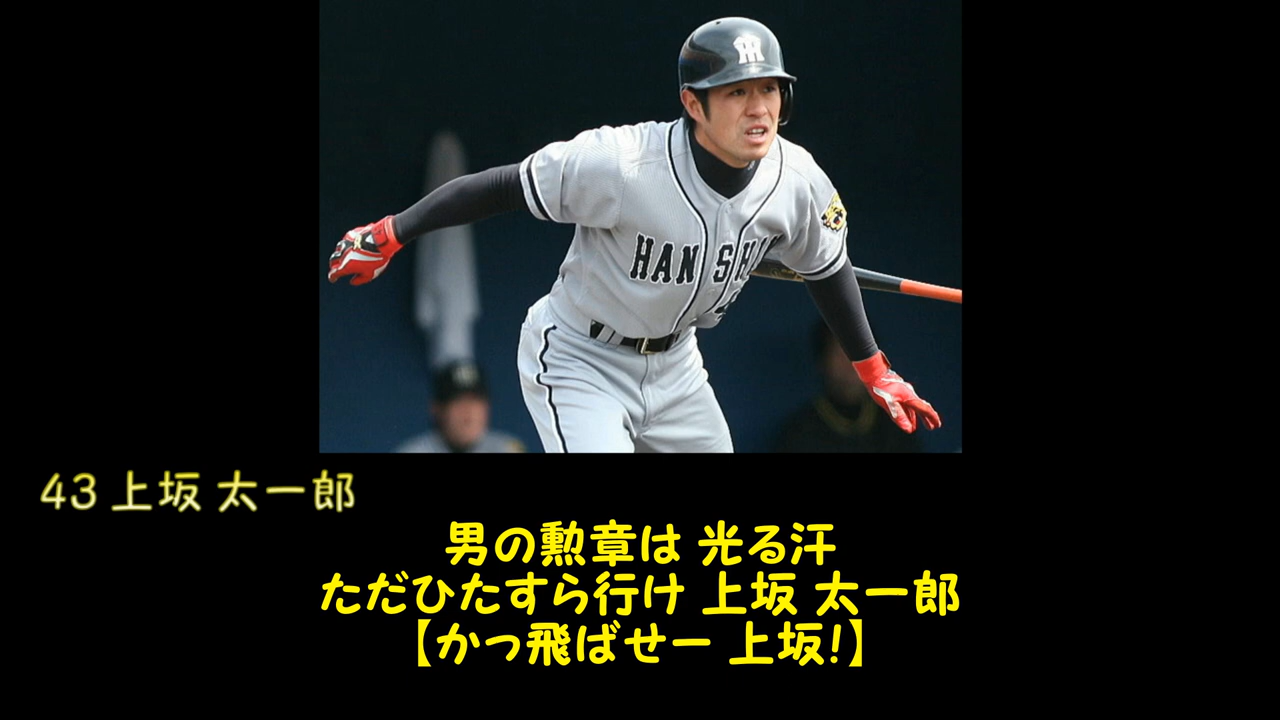 HANSHIN
43 上坂 太一郎
男の勲章は 光る汗
ただひたすら行け 上坂 太一郎
【かっ飛ばせー 上坂!】